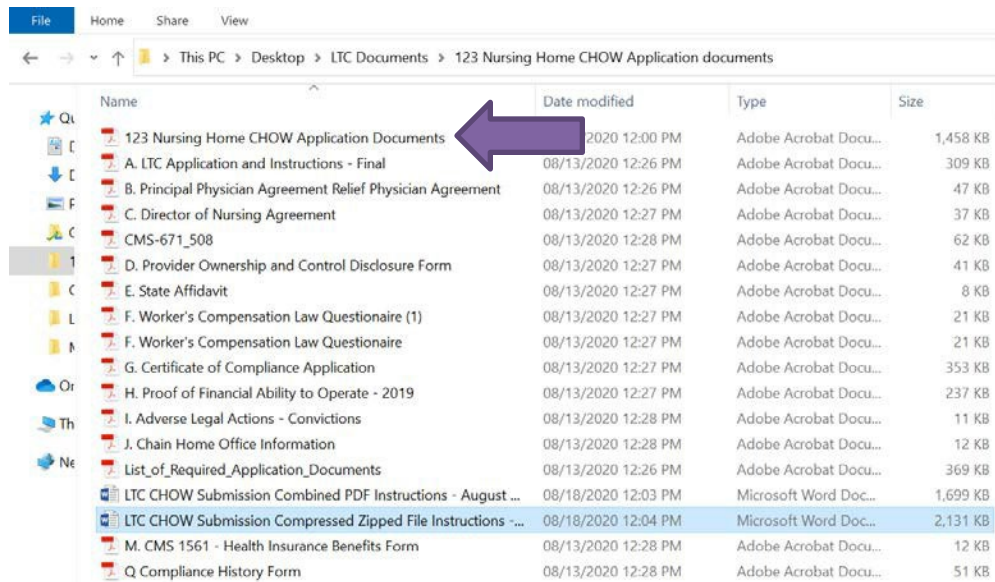 File Home Share View
This PC > Desktop > LTC Documents > 123 Nursing Home CHOW Application documents
Name Date modified Type Size
123 Nursing Home CHOW Application Documents 2020 12:00 PM Adobe Acrobat Docu... 1,458 KB
A. LTC Application and Instructions - Final 08/13/2020 12:26 PM Adobe Acrobat Docu... 309 KB
B. Principal Physician Agreement Relief Physician Agreement 08/13/2020 12:26 PM Adobe Acrobat Docu... 47 KB
C. Director of Nursing Agreement 08/13/2020 12:27 PM Adobe Acrobat Docu... 37 KB
CMS-671_508 08/13/2020 12:28 PM Adobe Acrobat Docu... 62 KB
D. Provider Ownership and Control Disclosure Form 08/13/2020 12:27 PM Adobe Acrobat Docu... 41 KB
E. State Affidavit 08/13/2020 12:27 PM Adobe Acrobat Docu... 8 KB
F. Worker's Compensation Law Questionaire (1) 08/13/2020 12:27 PM Adobe Acrobat Docu... 21 KB
F. Worker's Compensation Law Questionaire 08/13/2020 12:27 PM Adobe Acrobat Docu... 21 KB
G. Certificate of Compliance Application 08/13/2020 12:27 PM Adobe Acrobat Docu... 353 KB
H. Proof of Financial Ability to Operate - 2019 08/13/2020 12:27 PM Adobe Acrobat Docu... 237 KB
I. Adverse Legal Actions - Convictions 08/13/2020 12:28 PM Adobe Acrobat Docu... 11 KB
J. Chain Home Office Information 08/13/2020 12:28 PM Adobe Acrobat Docu... 12 KB
List_of_Required_Application_Documents 08/13/2020 12:26 PM Adobe Acrobat Docu... 369 KB
LTC CHOW Submission Combined PDF Instructions - August ... 08/18/2020 12:03 PM Microsoft Word Doc... 1,699 KB
LTC CHOW Submission Compressed Zipped File Instructions -... 08/18/2020 12:04 PM Microsoft Word Doc... 2,131 KB
M. CMS 1561 - Health Insurance Benefits Form 08/13/2020 12:28 PM Adobe Acrobat Docu... 12 KB
Q Compliance History Form 08/13/2020 12:28 PM Adobe Acrobat Docu... 51 KB